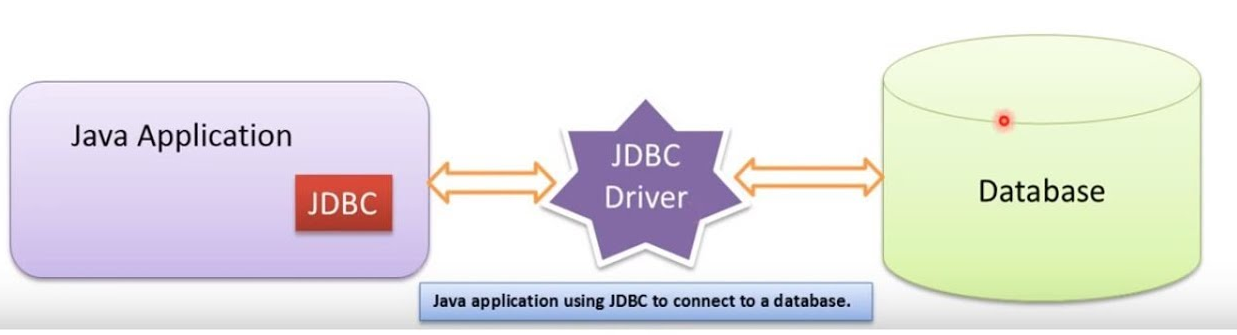 Java Application
JDBC
JDBC
Driver
Database
Java application using JDBC to connect to a database.